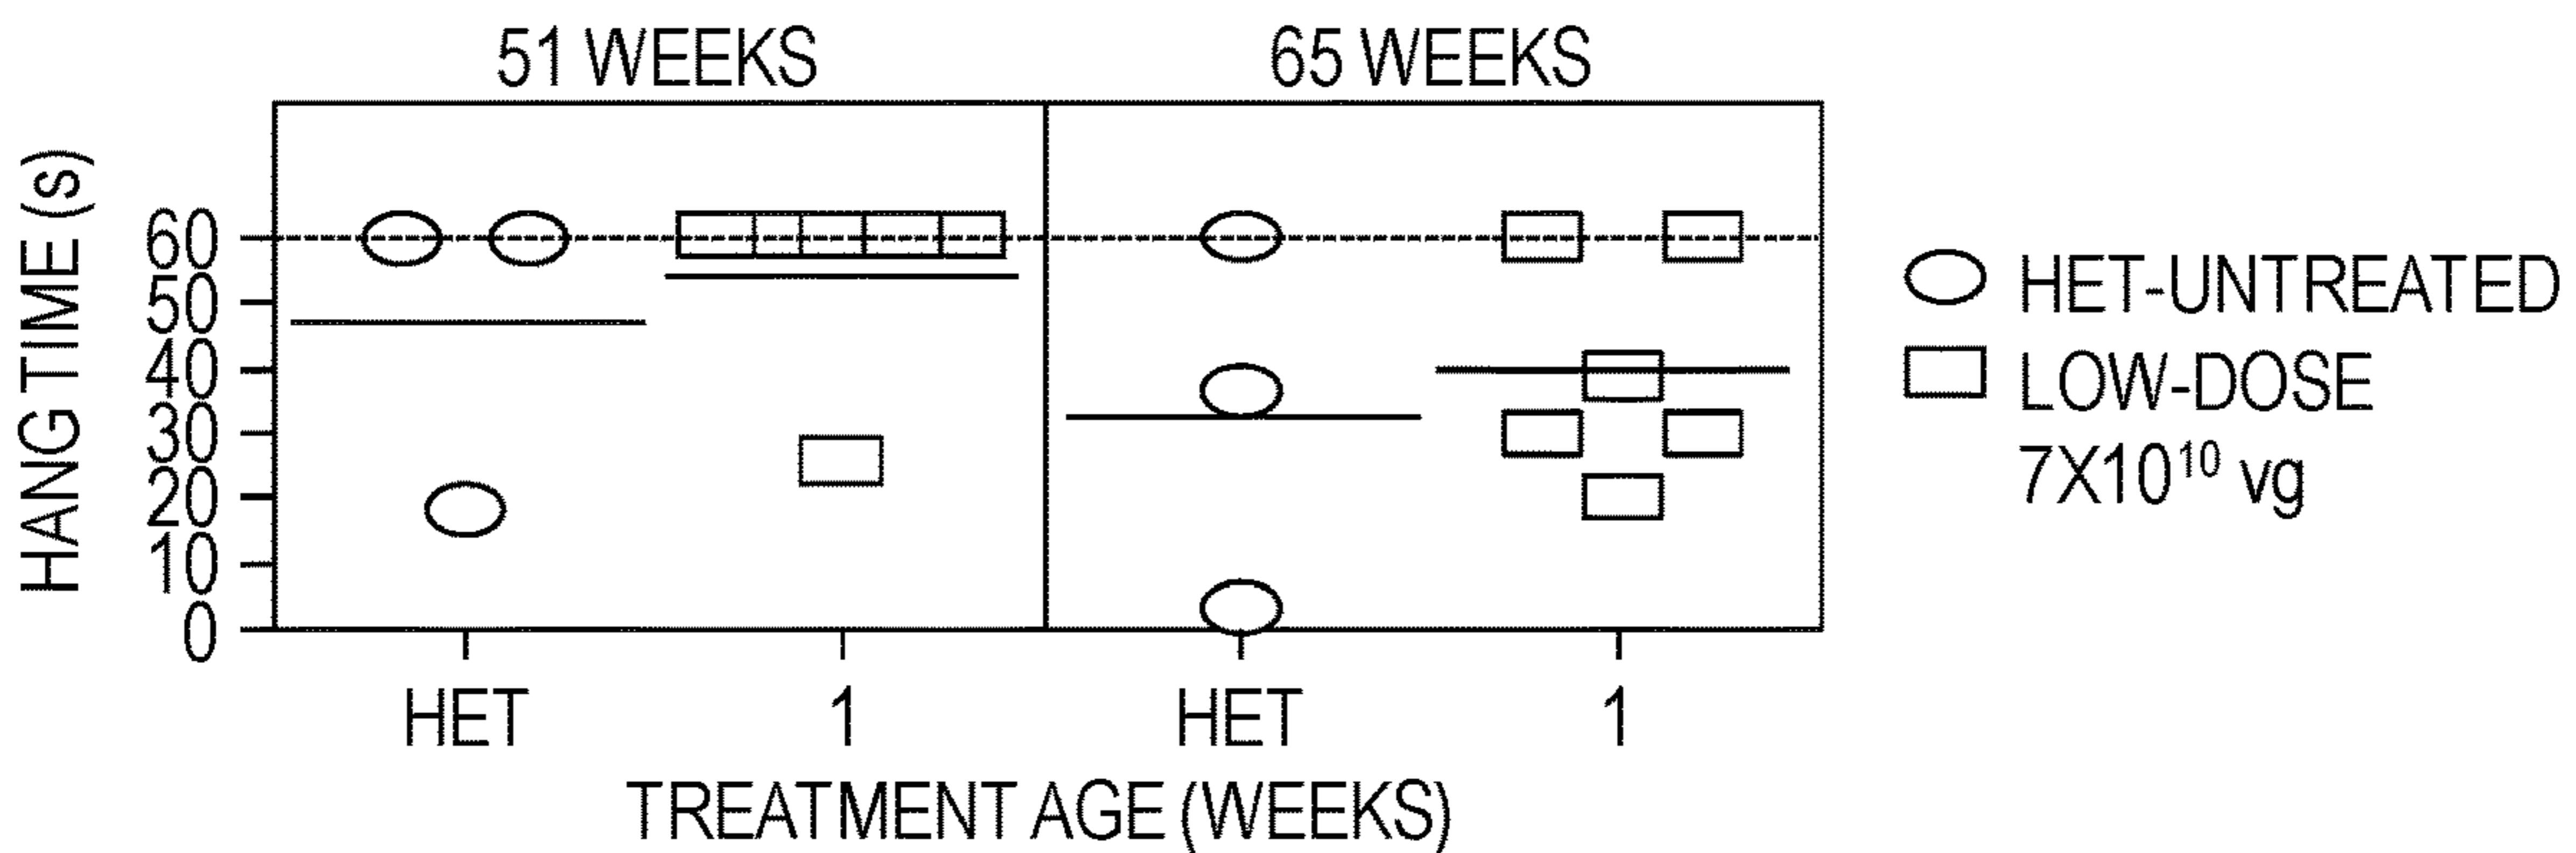 51 WEEKS
65 WEEKS
HANG TIME (s)
60
50
40
30
20
10
0
HET
1
HET
1
TREATMENT AGE (WEEKS)
HET-UNTREATED
LOW-DOSE
7X10¹⁰ vg